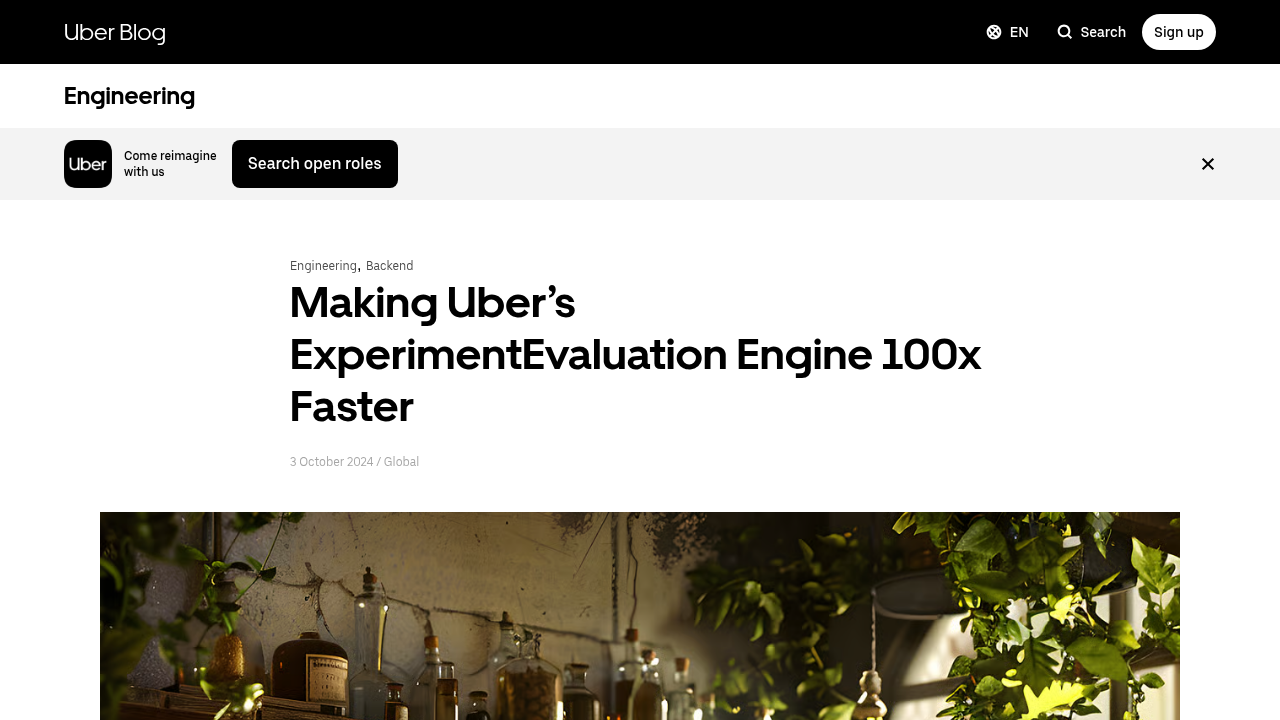 Uber Blog
EN
Search
Sign up
Engineering
Uber
Come reimagine
with us
Search open roles
Engineering, Backend
Making Uber’s
ExperimentEvaluation Engine 100x
Faster
3 October 2024 / Global